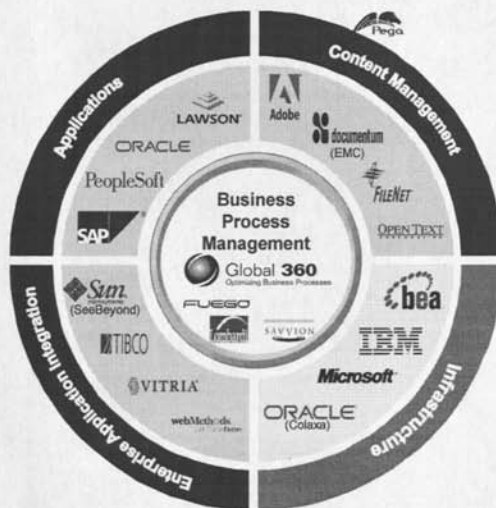 Pega
Applications
LAWSON
ORACLE
PeopleSoft
SAP
Content Management
Adobe
documentum
(EMC)
FILENET
OPEN TEXT
Business
Process
Management
Global 360
Optimizing Business Processes
FUEGO
SAVVION
Enterprise Application Integration
Sun
(SeeBeyond)
TIBCO
VITRIA
webMethods.
Infrastructure
bea
IBM
Microsoft
ORACLE
(Colaxa)